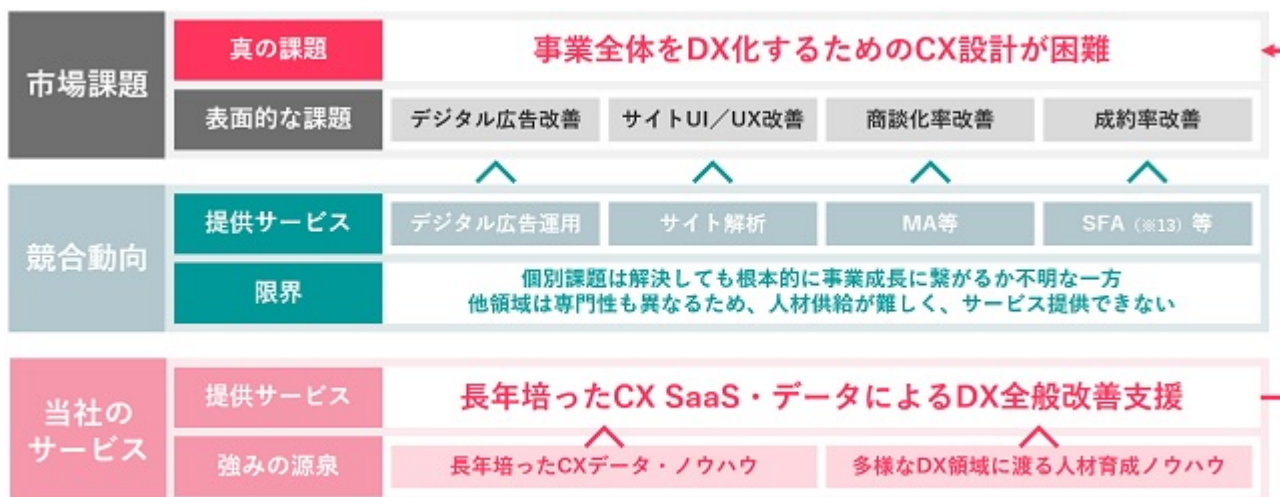 市場課題
真の課題
事業全体をDX化するためのCX設計が困難
表面的な課題
デジタル広告改善
サイトUI／UX改善
商談化率改善
成約率改善
競合動向
提供サービス
デジタル広告運用
サイト解析
MA等
SFA（※13）等
限界
個別課題は解決しても根本的に事業成長に繋がるか不明な一方
他領域は専門性も異なるため、人材供給が難しく、サービス提供できない
当社の
サービス
提供サービス
長年培ったCX SaaS・データによるDX全般改善支援
強みの源泉
長年培ったCXデータ・ノウハウ
多様なDX領域に渡る人材育成ノウハウ